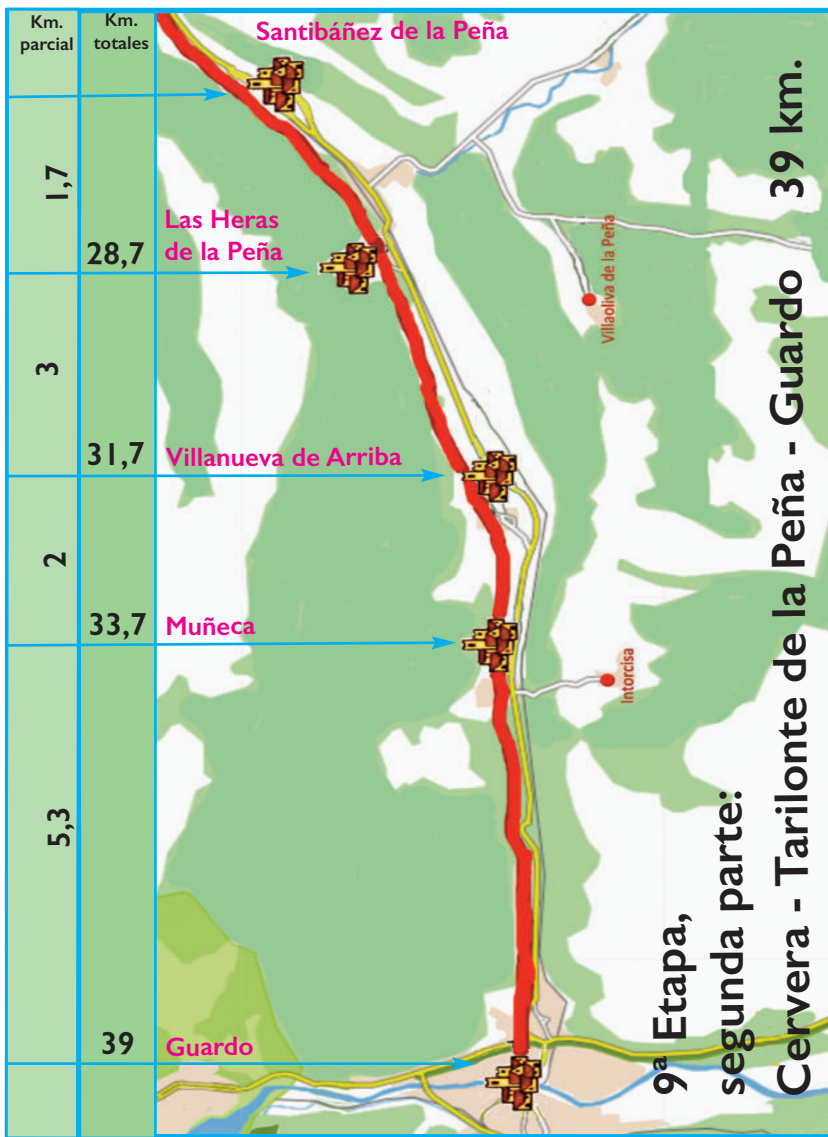 Km.
parcial
Km.
totales
Santibáñez de la Peña
1,7
Las Heras
de la Peña
28,7
3
31,7
Villanueva de Arriba
2
33,7
Muñeca
5,3
39
Guardo
Villaoliva de la Peña
Intorcisa
9ª Etapa,
segunda parte:
Cervera - Tarilonte de la Peña - Guardo 39 km.